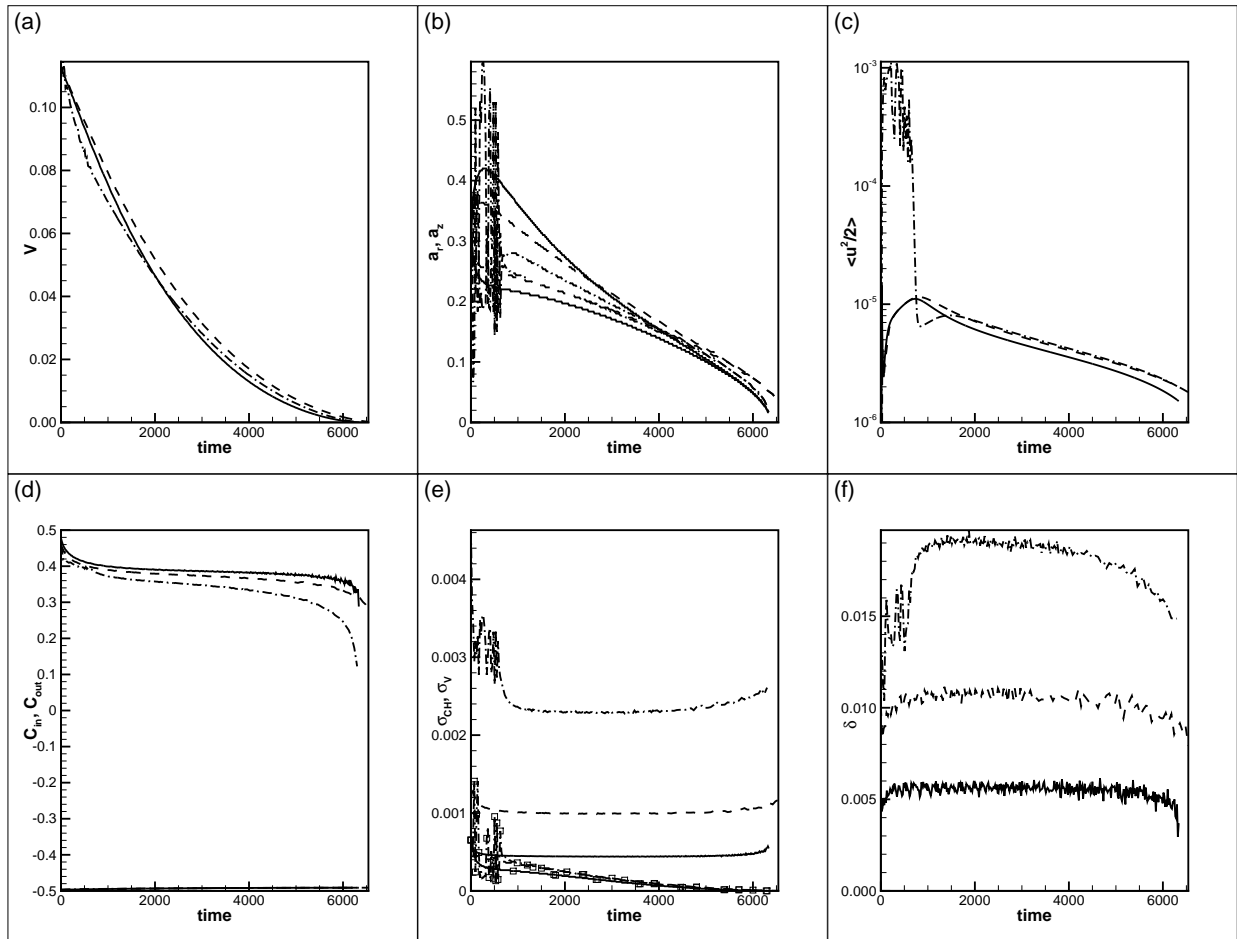 (a)
V
0.10
0.08
0.06
0.04
0.02
0.00
0 2000 4000 6000
time
(b)
a_r, a_z
0.5
0.4
0.3
0.2
0.1
0
0 2000 4000 6000
time
(c)
<u²/2>
10⁻³
10⁻⁴
10⁻⁵
10⁻⁶
0 2000 4000 6000
time
(d)
C_in, C_out
0.5
0.4
0.3
0.2
0.1
0
-0.1
-0.2
-0.3
-0.4
-0.5
0 2000 4000 6000
time
(e)
σ_CH, σ_V
0.004
0.003
0.002
0.001
0
0 2000 4000 6000
time
(f)
δ
0.015
0.010
0.005
0.000
0 2000 4000 6000
time